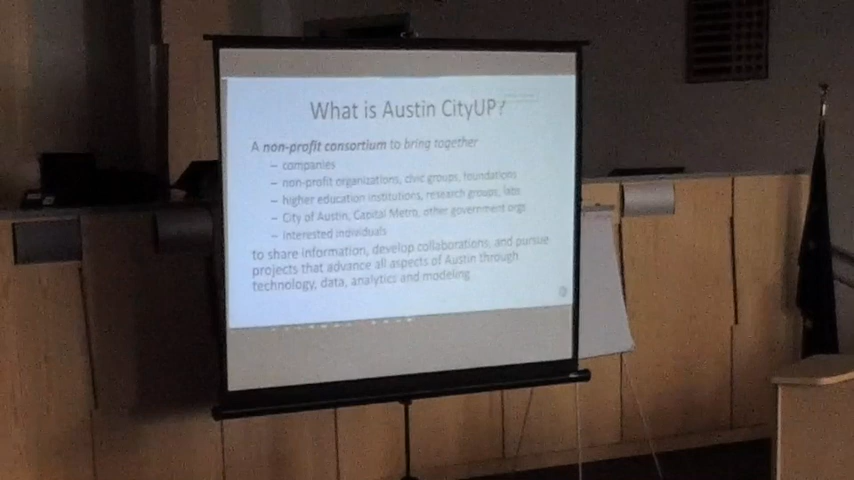 What is Austin CityUP?
A non-profit consortium to bring together
– companies
– non-profit organizations, civic groups, foundations
– higher education institutions, research groups, labs
– City of Austin, Capital Metro, other government orgs
– interested individuals
to share information, develop collaborations, and pursue
projects that advance all aspects of Austin through
technology, data, analytics and modeling